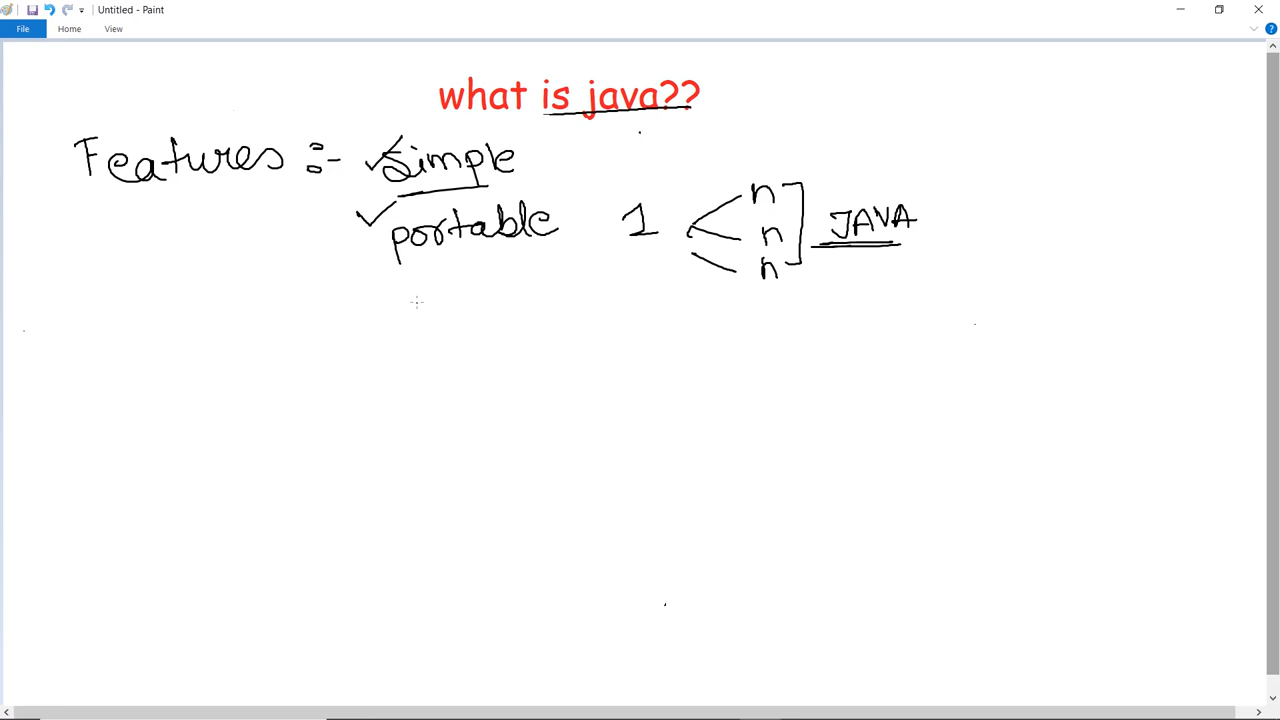 Untitled - Paint
File Home View
what is java??
Features :- Simple
portable 1 n n n JAVA